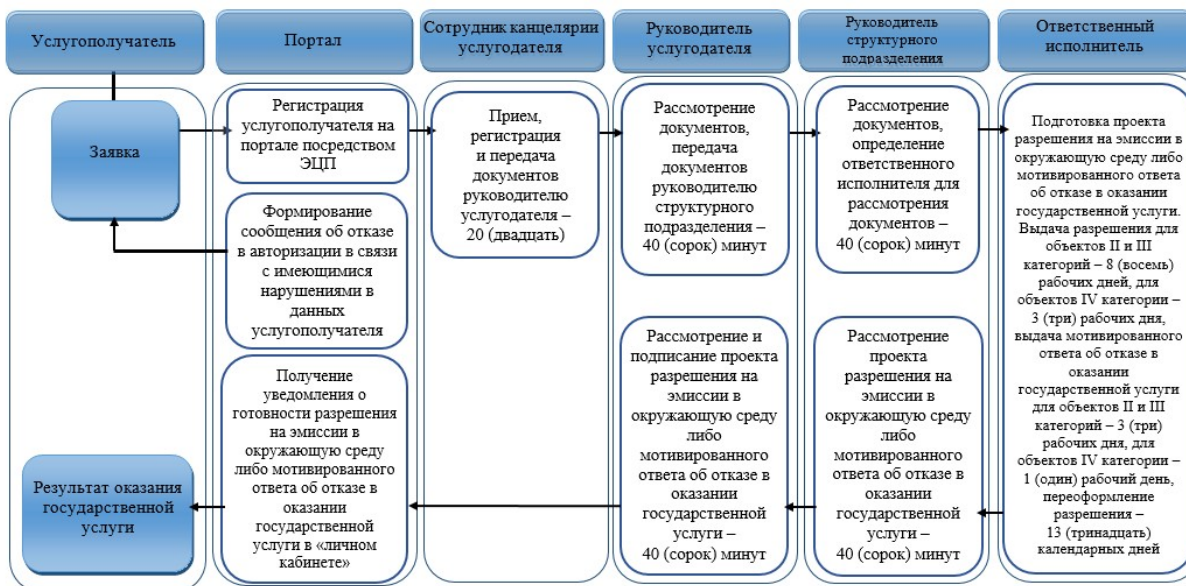 Услугополучатель
Портал
Сотрудник канцелярии
услугодателя
Руководитель
услугодателя
Руководитель
структурного
подразделения
Ответственный
исполнитель
Заявка
Регистрация
услугополучателя на
портале посредством
ЭЦП
Формирование
сообщения об отказе
в авторизации в связи
с имеющимися
нарушениями в
данных
услугополучателя
Получение
уведомления о
готовности разрешения
на эмиссии в
окружающую среду
либо мотивированного
ответа об отказе в
оказании
государственной
услуги в «личном
кабинете»
Результат оказания
государственной
услуги
Прием,
регистрация
и передача
документов
руководителю
услугодателя –
20 (двадцать)
Рассмотрение
документов,
передача
документов
руководителю
структурного
подразделения –
40 (сорок) минут
Рассмотрение и
подписание проекта
разрешения на
эмиссии в
окружающую среду
либо
мотивированного
ответа об отказе в
оказании
государственной
услуги –
40 (сорок) минут
Рассмотрение
документов,
определение
ответственного
исполнителя для
рассмотрения
документов –
40 (сорок) минут
Рассмотрение
проекта
разрешения на
эмиссии в
окружающую среду
либо
мотивированного
ответа об отказе в
оказании
государственной
услуги –
40 (сорок) минут
Подготовка проекта
разрешения на эмиссии в
окружающую среду либо
мотивированного ответа
об отказе в оказании
государственной услуги.
Выдача разрешения для
объектов II и III
категорий – 8 (восемь)
рабочих дней, для
объектов IV категории –
3 (три) рабочих дня,
выдача мотивированного
ответа об отказе в
оказании
государственной услуги
для объектов II и III
категорий – 3 (три)
рабочих дня, для
объектов IV категории –
1 (один) рабочий день,
переоформление
разрешения –
13 (тринадцать)
календарных дней